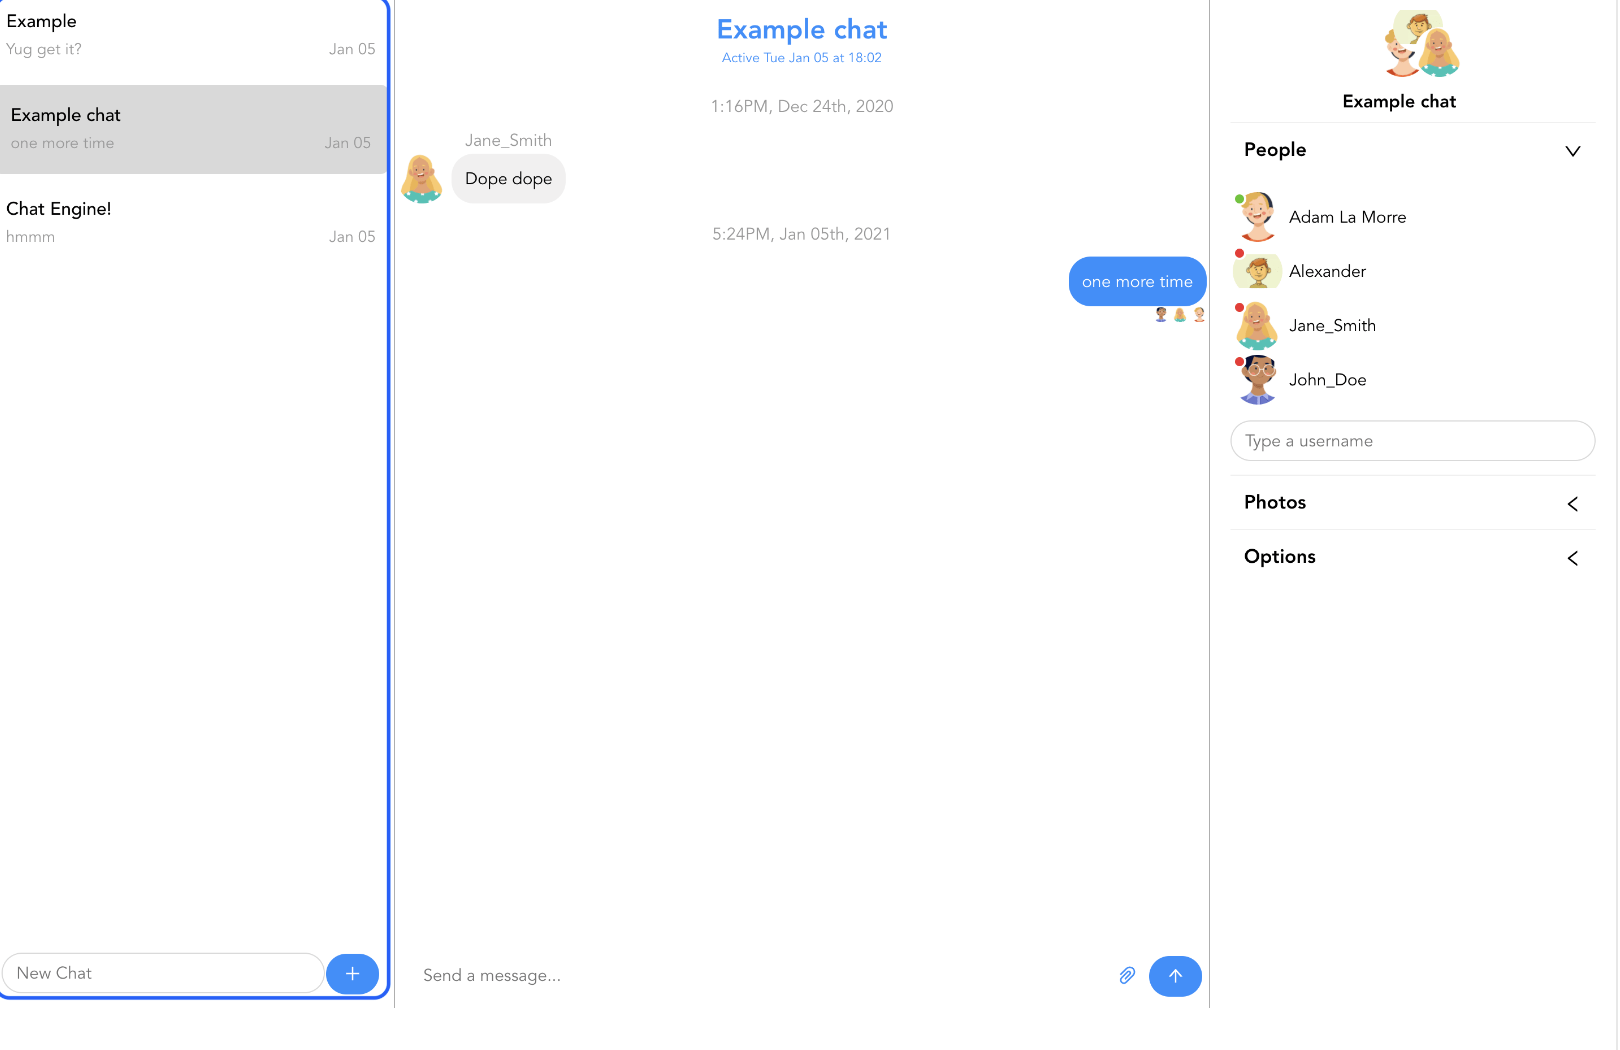 Example
Yug get it? Jan 05
Example chat
one more time Jan 05
Chat Engine!
hmmm Jan 05
New Chat
Example chat
Active Tue Jan 05 at 18:02
1:16PM, Dec 24th, 2020
Jane_Smith
Dope dope
5:24PM, Jan 05th, 2021
one more time
Send a message...
Example chat
People
Adam La Morre
Alexander
Jane_Smith
John_Doe
Type a username
Photos
Options